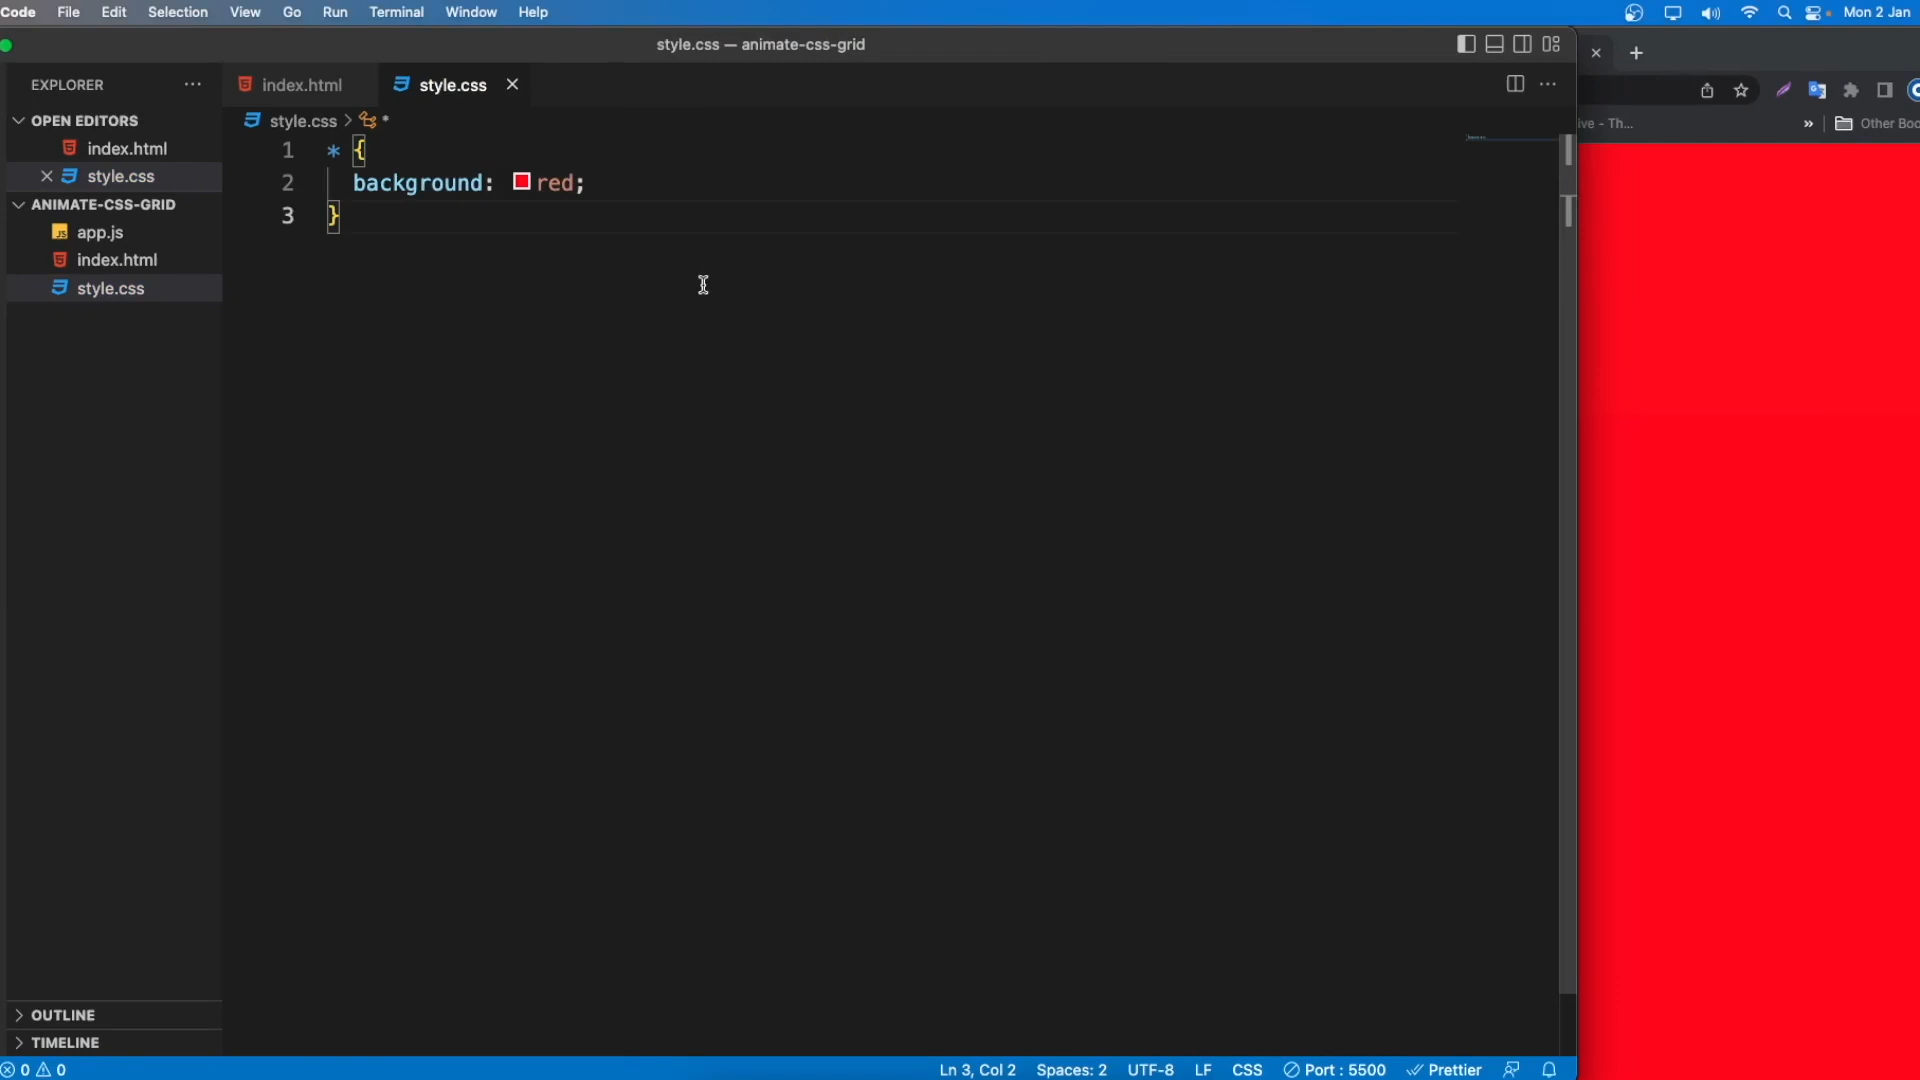 Code File Edit Selection View Go Run Terminal Window Help Mon 2 Jan
style.css — animate-css-grid
EXPLORER
index.html style.css
OPEN EDITORS
index.html
style.css
ANIMATE-CSS-GRID
app.js
index.html
style.css
OUTLINE
TIMELINE
style.css > *
1 * {
2 background: red;
3 }
ive - Th... » Other Boo
0 0 Ln 3, Col 2 Spaces: 2 UTF-8 LF CSS Port : 5500 Prettier